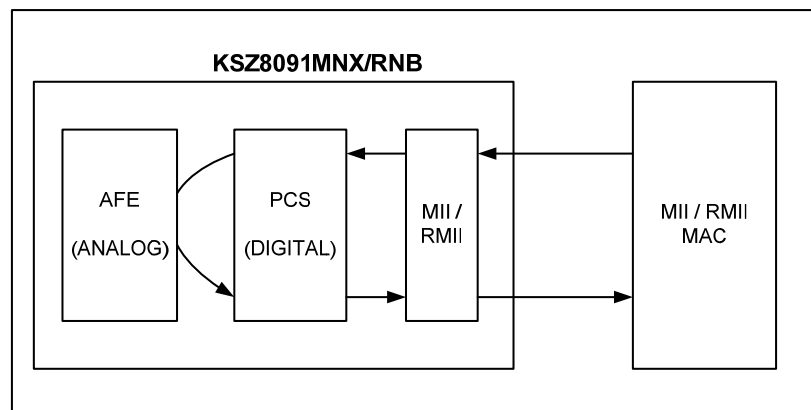 KSZ8091MNX/RNB
AFE
(ANALOG)
PCS
(DIGITAL)
MII /
RMII
MII / RMII
MAC